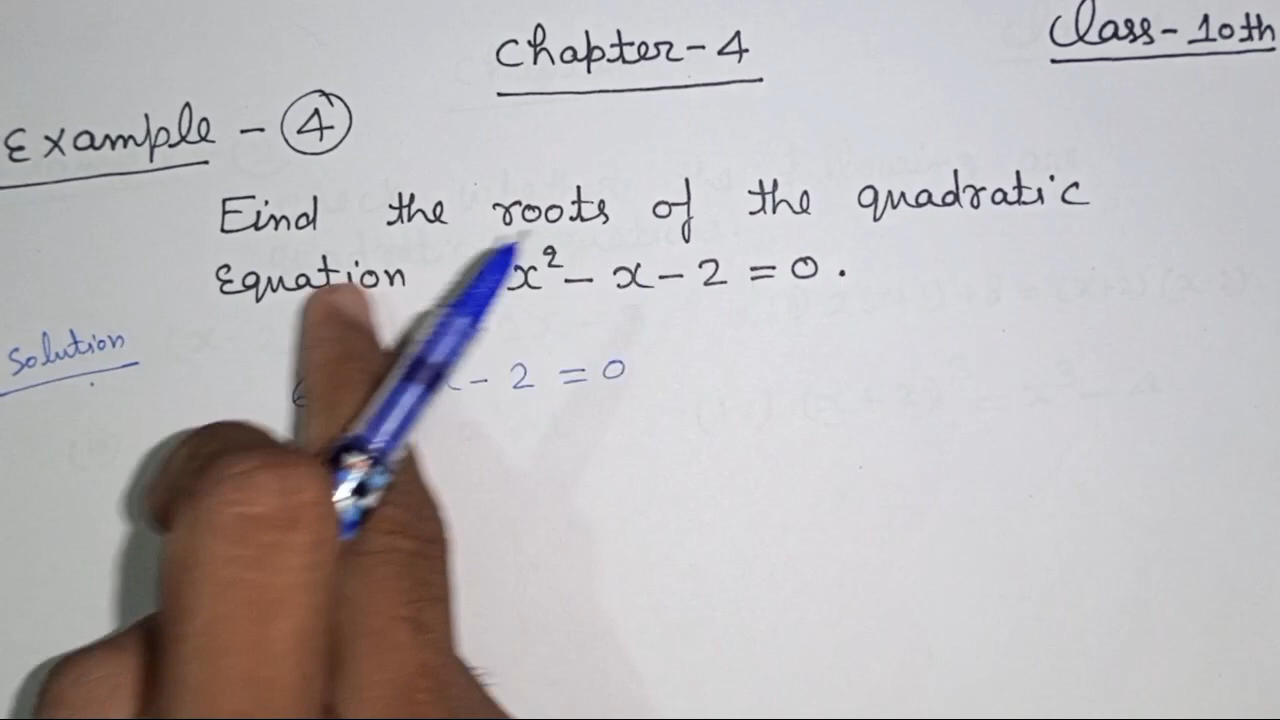 Chapter-4
Class-10th
Example - 4
Find the roots of the quadratic
Equation x² - x - 2 = 0 .
Solution
- 2 = 0